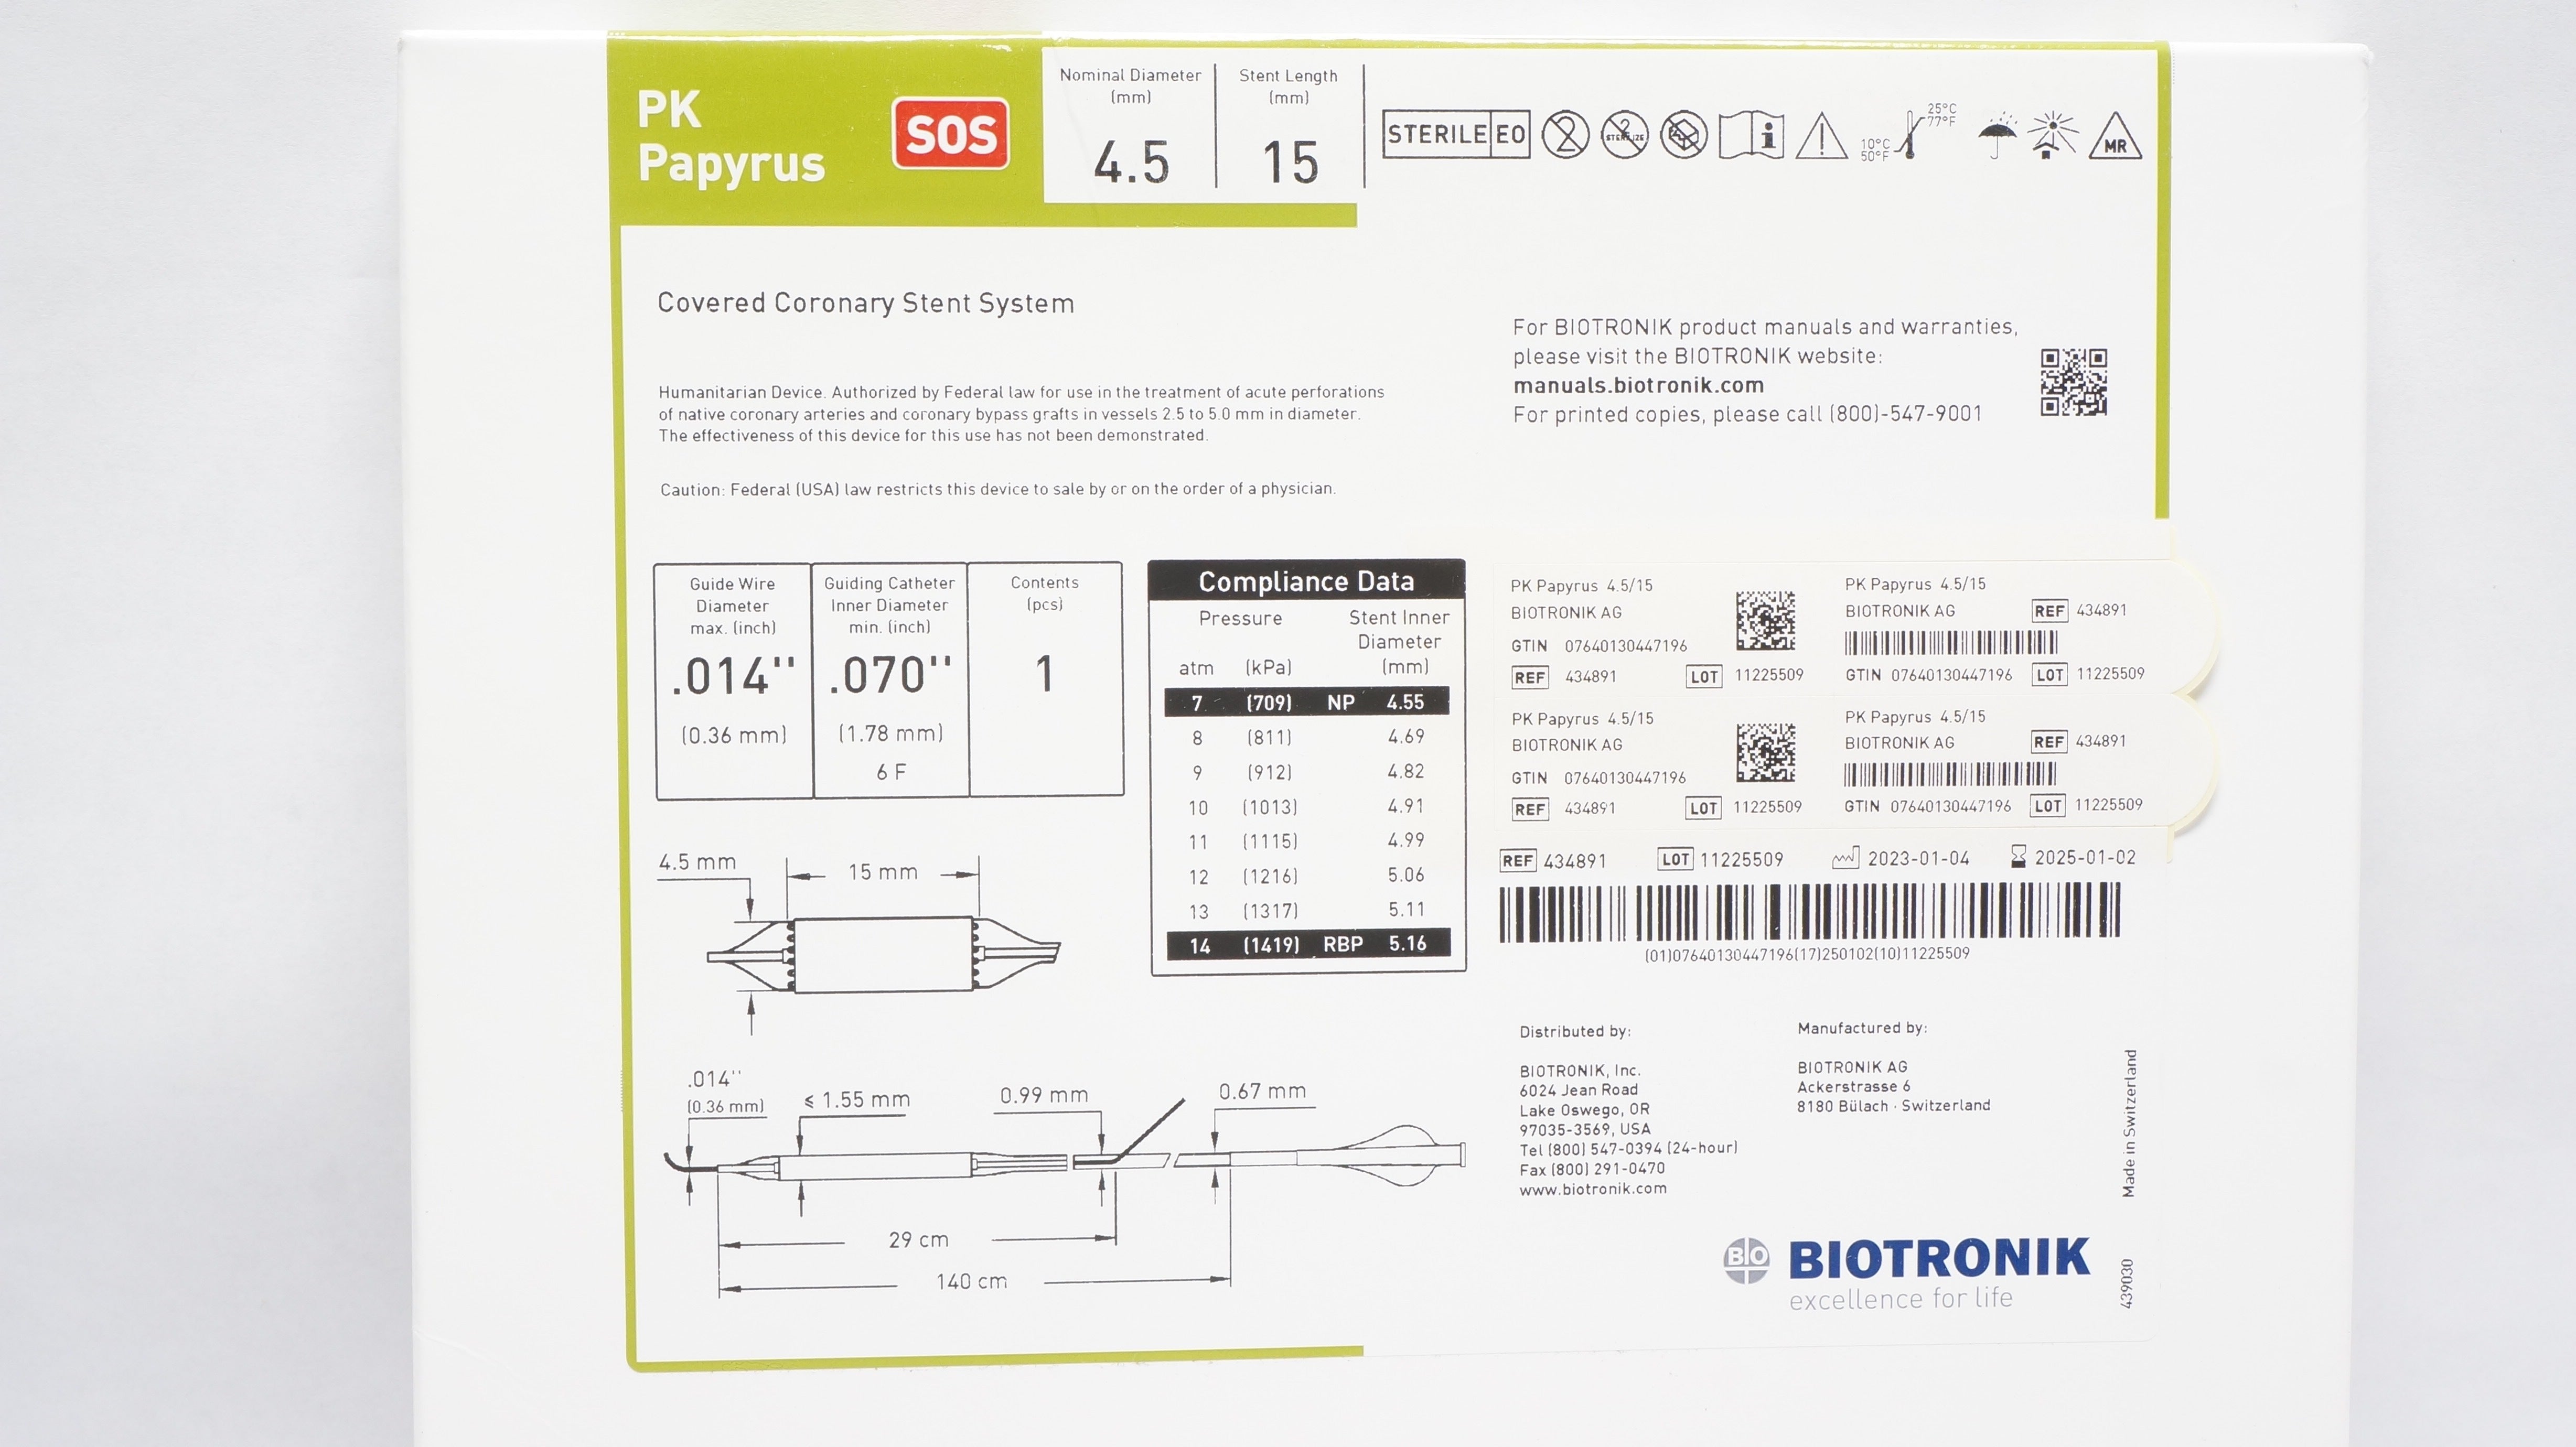 PK
Papyrus
SOS
Nominal Diameter
(mm)
4.5
Stent Length
(mm)
15
STERILE EO
2
2
STERILIZE
i
10°C
50°F
25°C
77°F
MR
Covered Coronary Stent System
Humanitarian Device. Authorized by Federal law for use in the treatment of acute perforations
of native coronary arteries and coronary bypass grafts in vessels 2.5 to 5.0 mm in diameter.
The effectiveness of this device for this use has not been demonstrated.
Caution: Federal (USA) law restricts this device to sale by or on the order of a physician.
For BIOTRONIK product manuals and warranties,
please visit the BIOTRONIK website:
manuals.biotronik.com
For printed copies, please call (800)-547-9001
Guide Wire
Diameter
max. (inch)
.014"
(0.36 mm)
Guiding Catheter
Inner Diameter
min. (inch)
.070"
(1.78 mm)
6 F
Contents
(pcs)
1
Compliance Data
Pressure Stent Inner
Diameter
atm (kPa) (mm)
7 (709) NP 4.55
8 (811) 4.69
9 (912) 4.82
10 (1013) 4.91
11 (1115) 4.99
12 (1216) 5.06
13 (1317) 5.11
14 (1419) RBP 5.16
PK Papyrus 4.5/15
BIOTRONIK AG
GTIN 07640130447196
REF 434891 LOT 11225509
PK Papyrus 4.5/15
BIOTRONIK AG REF 434891
GTIN 07640130447196 LOT 11225509
PK Papyrus 4.5/15
BIOTRONIK AG
GTIN 07640130447196
REF 434891 LOT 11225509
PK Papyrus 4.5/15
BIOTRONIK AG REF 434891
GTIN 07640130447196 LOT 11225509
REF 434891 LOT 11225509 2023-01-04 2025-01-02
(01)07640130447196(17)250102(10)11225509
4.5 mm
15 mm
.014"
(0.36 mm)
≤ 1.55 mm
0.99 mm
0.67 mm
29 cm
140 cm
Distributed by:
BIOTRONIK, Inc.
6024 Jean Road
Lake Oswego, OR
97035-3569, USA
Tel (800) 547-0394 (24-hour)
Fax (800) 291-0470
www.biotronik.com
Manufactured by:
BIOTRONIK AG
Ackerstrasse 6
8180 Bülach · Switzerland
Made in Switzerland
BIO BIOTRONIK
excellence for life
439030